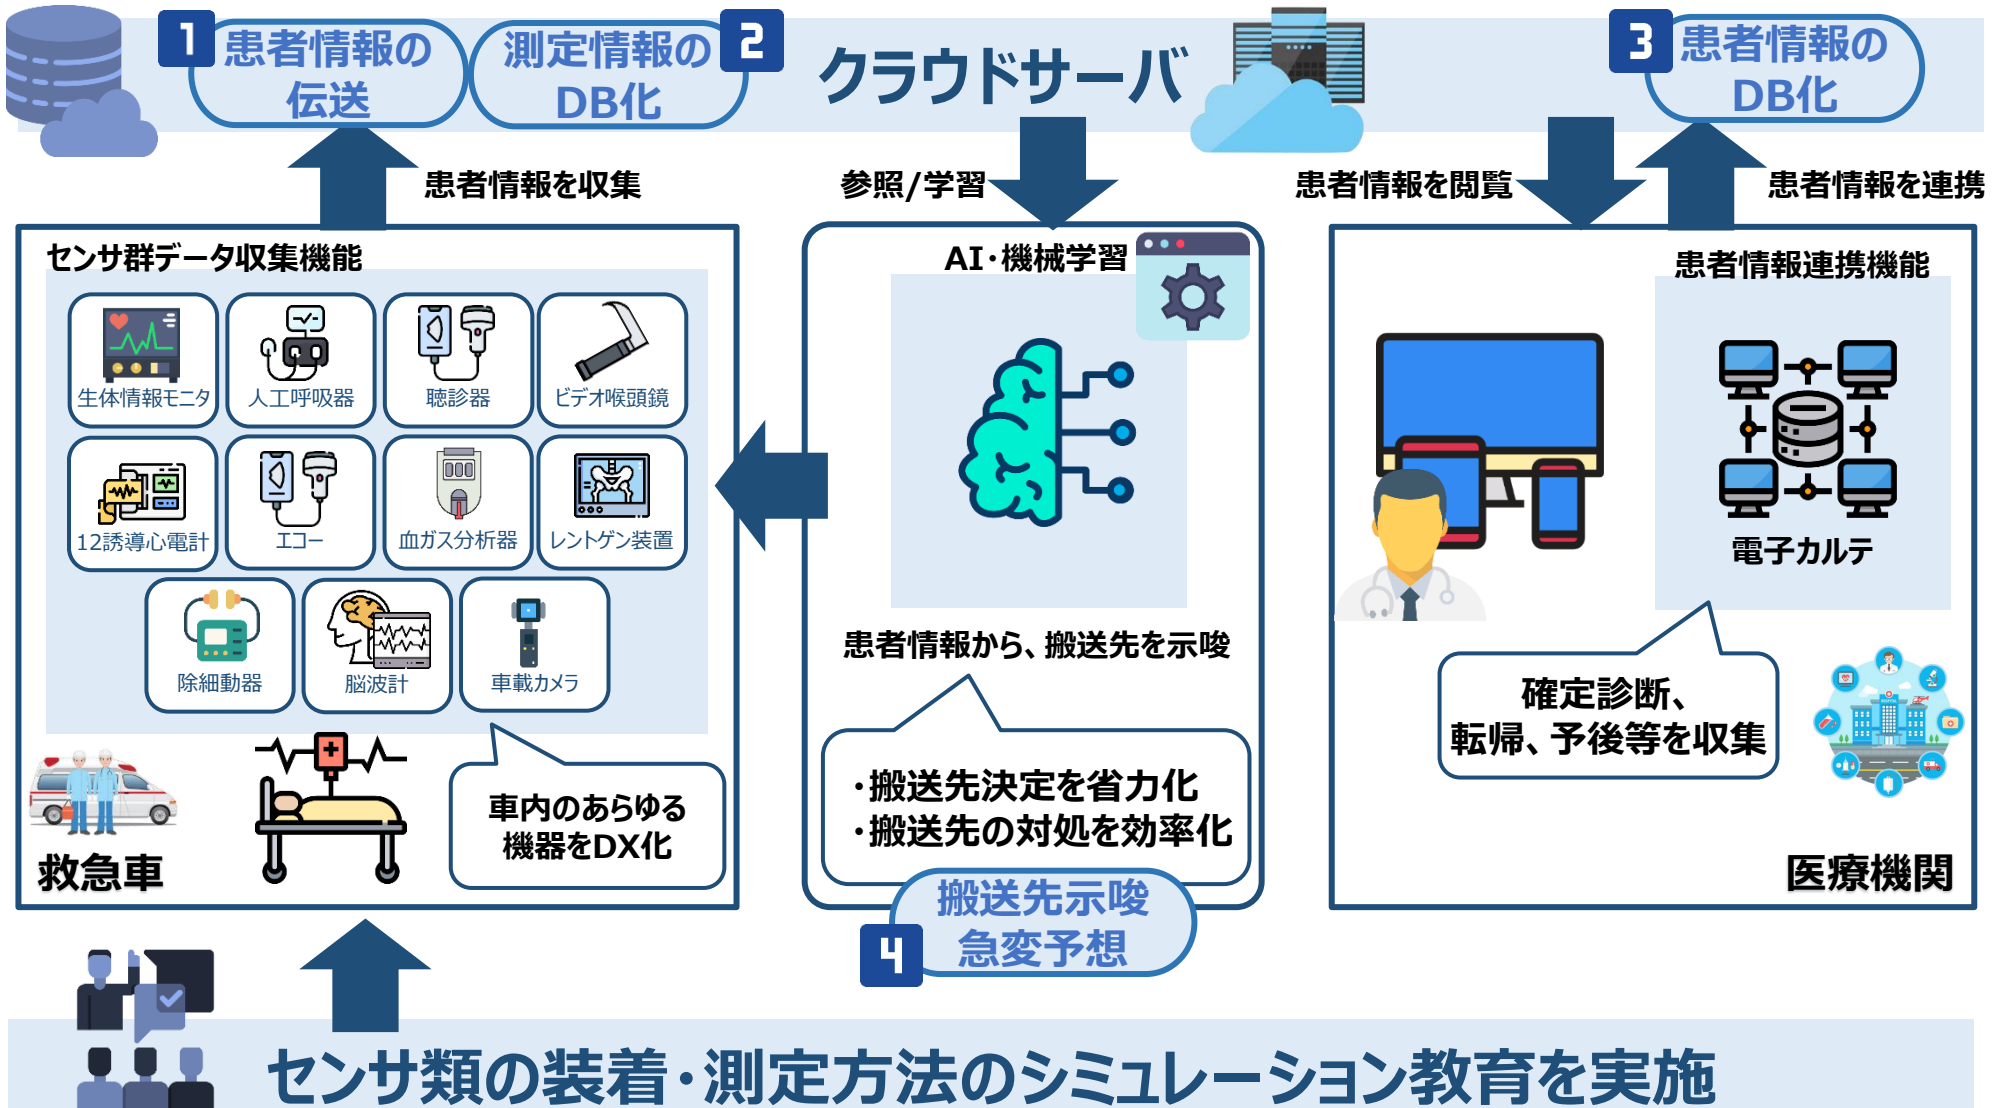 1
患者情報の
伝送
測定情報の
DB化
2
クラウドサーバ
3
患者情報の
DB化
患者情報を収集
参照/学習
患者情報を閲覧
患者情報を連携
センサ群データ収集機能
生体情報モニタ
人工呼吸器
聴診器
ビデオ喉頭鏡
12誘導心電計
エコー
血ガス分析器
レントゲン装置
除細動器
脳波計
車載カメラ
救急車
車内のあらゆる
機器をDX化
AI・機械学習
患者情報から、搬送先を示唆
・搬送先決定を省力化
・搬送先の対処を効率化
4
搬送先示唆
急変予想
患者情報連携機能
電子カルテ
確定診断、
転帰、予後等を収集
医療機関
センサ類の装着・測定方法のシミュレーション教育を実施